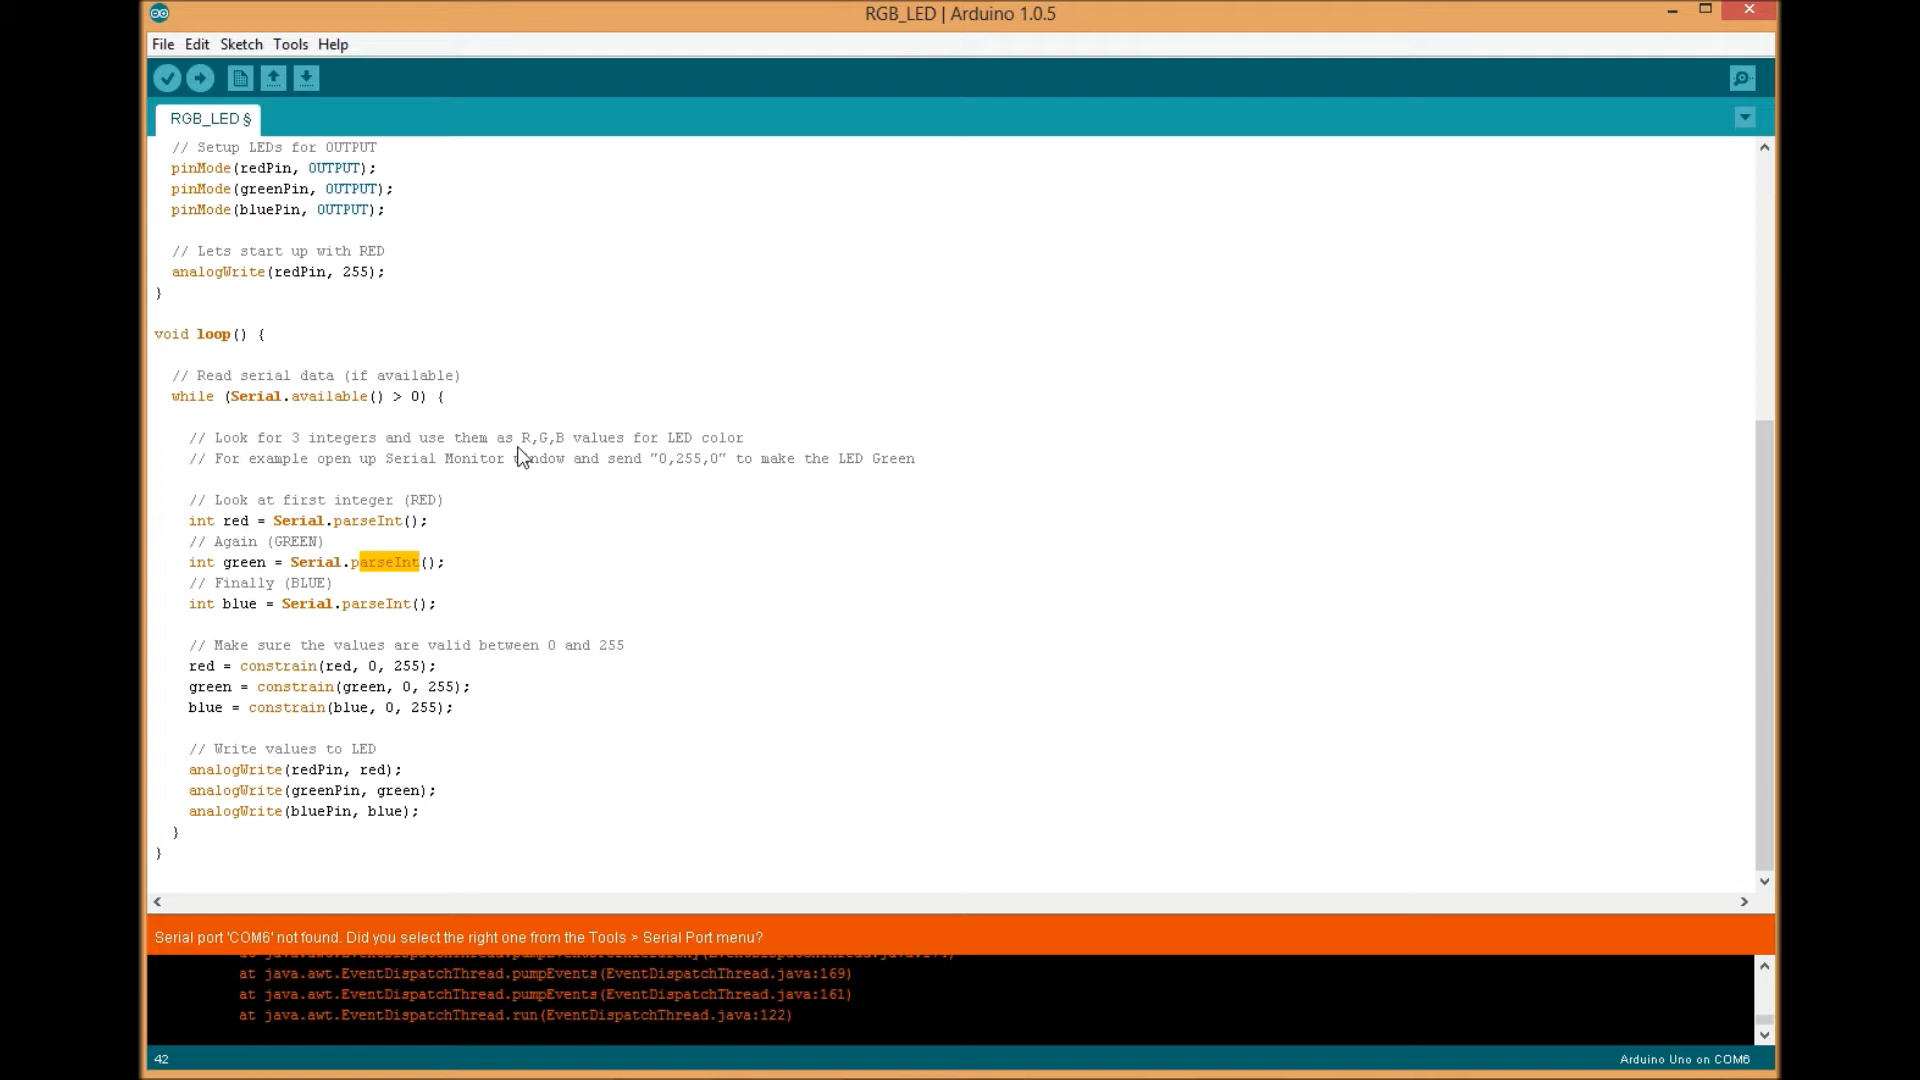 RGB_LED | Arduino 1.0.5
File Edit Sketch Tools Help
RGB_LED §
// Setup LEDs for OUTPUT
pinMode(redPin, OUTPUT);
pinMode(greenPin, OUTPUT);
pinMode(bluePin, OUTPUT);
// Lets start up with RED
analogWrite(redPin, 255);
}
void loop() {
// Read serial data (if available)
while (Serial.available() > 0) {
// Look for 3 integers and use them as R,G,B values for LED color
// For example open up Serial Monitor window and send "0,255,0" to make the LED Green
// Look at first integer (RED)
int red = Serial.parseInt();
// Again (GREEN)
int green = Serial.parseInt();
// Finally (BLUE)
int blue = Serial.parseInt();
// Make sure the values are valid between 0 and 255
red = constrain(red, 0, 255);
green = constrain(green, 0, 255);
blue = constrain(blue, 0, 255);
// Write values to LED
analogWrite(redPin, red);
analogWrite(greenPin, green);
analogWrite(bluePin, blue);
}
}
Serial port 'COM6' not found. Did you select the right one from the Tools > Serial Port menu?
at java.awt.EventDispatchThread.pumpEvents(EventDispatchThread.java:169)
at java.awt.EventDispatchThread.pumpEvents(EventDispatchThread.java:161)
at java.awt.EventDispatchThread.run(EventDispatchThread.java:122)
42
Arduino Uno on COM6